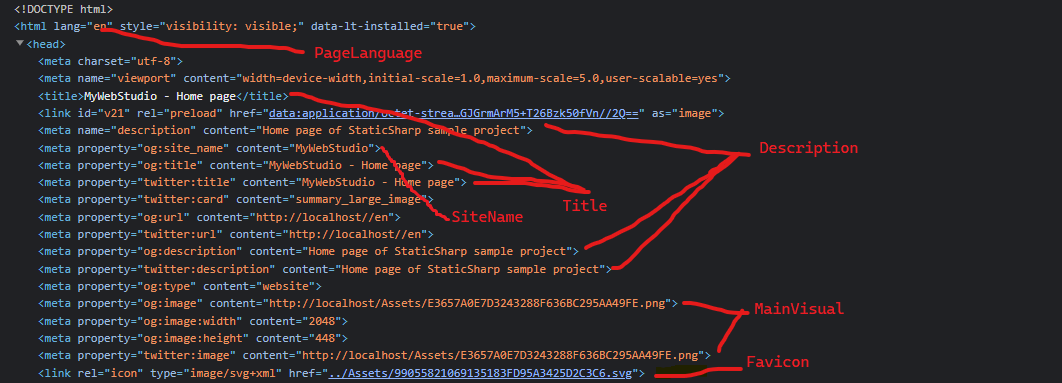 <!DOCTYPE html>
<html lang="en" style="visibility: visible;" data-lt-installed="true">
<head>
PageLanguage
<meta charset="utf-8">
<meta name="viewport" content="width=device-width,initial-scale=1.0,maximum-scale=5.0,user-scalable=yes">
<title>MyWebStudio - Home page</title>
<link id="v21" rel="preload" href="data:application/octet-strea…GJGrmArM5+T26Bzk50fVn//2Q==" as="image">
<meta name="description" content="Home page of StaticSharp sample project">
<meta property="og:site_name" content="MyWebStudio">
Description
<meta property="og:title" content="MyWebStudio - Home page">
<meta property="twitter:title" content="MyWebStudio - Home page">
<meta property="twitter:card" content="summary_large_image">
Title
<meta property="og:url" content="http://localhost//en">
SiteName
<meta property="twitter:url" content="http://localhost//en">
<meta property="og:description" content="Home page of StaticSharp sample project">
<meta property="twitter:description" content="Home page of StaticSharp sample project">
<meta property="og:type" content="website">
<meta property="og:image" content="http://localhost/Assets/E3657A0E7D3243288F636BC295AA49FE.png">
MainVisual
<meta property="og:image:width" content="2048">
<meta property="og:image:height" content="448">
<meta property="twitter:image" content="http://localhost/Assets/E3657A0E7D3243288F636BC295AA49FE.png">
Favicon
<link rel="icon" type="image/svg+xml" href="../Assets/99055821069135183FD95A3425D2C3C6.svg">